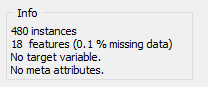 Info
480 instances
18 features (0.1 % missing data)
No target variable.
No meta attributes.